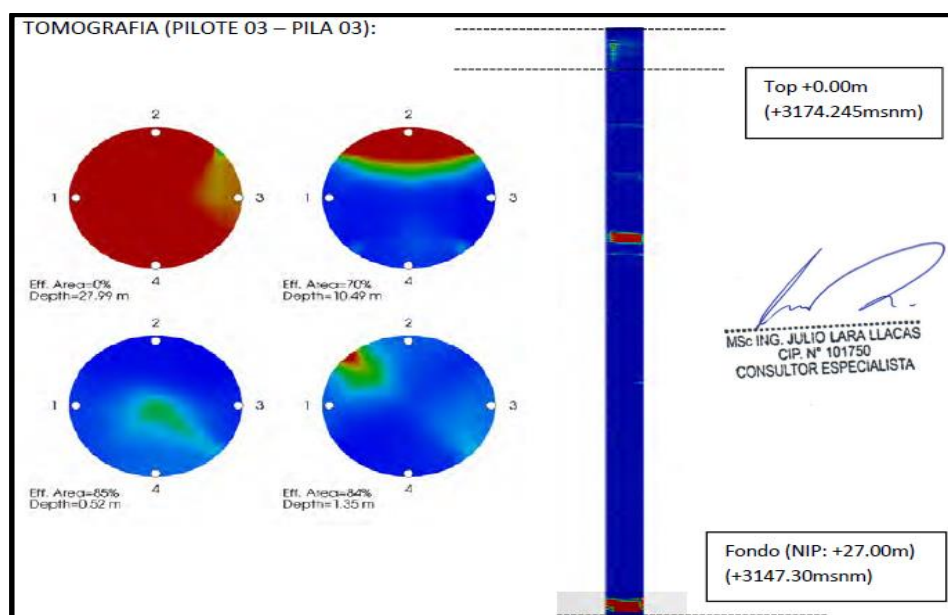 TOMOGRAFIA (PILOTE 03 – PILA 03):
Top +0.00m
(+3174.245msnm)
2
1
3
4
Eff. Area=0%
Depth=27.99 m
2
1
3
4
Eff. Area=70%
Depth=10.49 m
2
1
3
4
Eff. Area=85%
Depth=0.52 m
2
1
3
4
Eff. Area=84%
Depth=1.35 m
MSc ING. JULIO LARA LLACAS
CIP. N° 101750
CONSULTOR ESPECIALISTA
Fondo (NIP: +27.00m)
(+3147.30msnm)